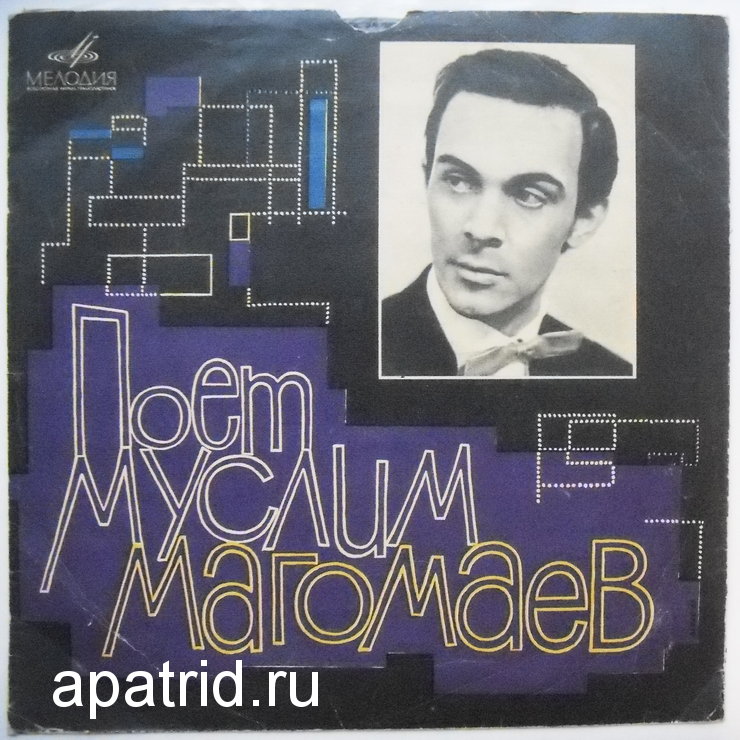 МЕЛОДИЯ
Поет
Муслим
Магомаев
apatrid.ru